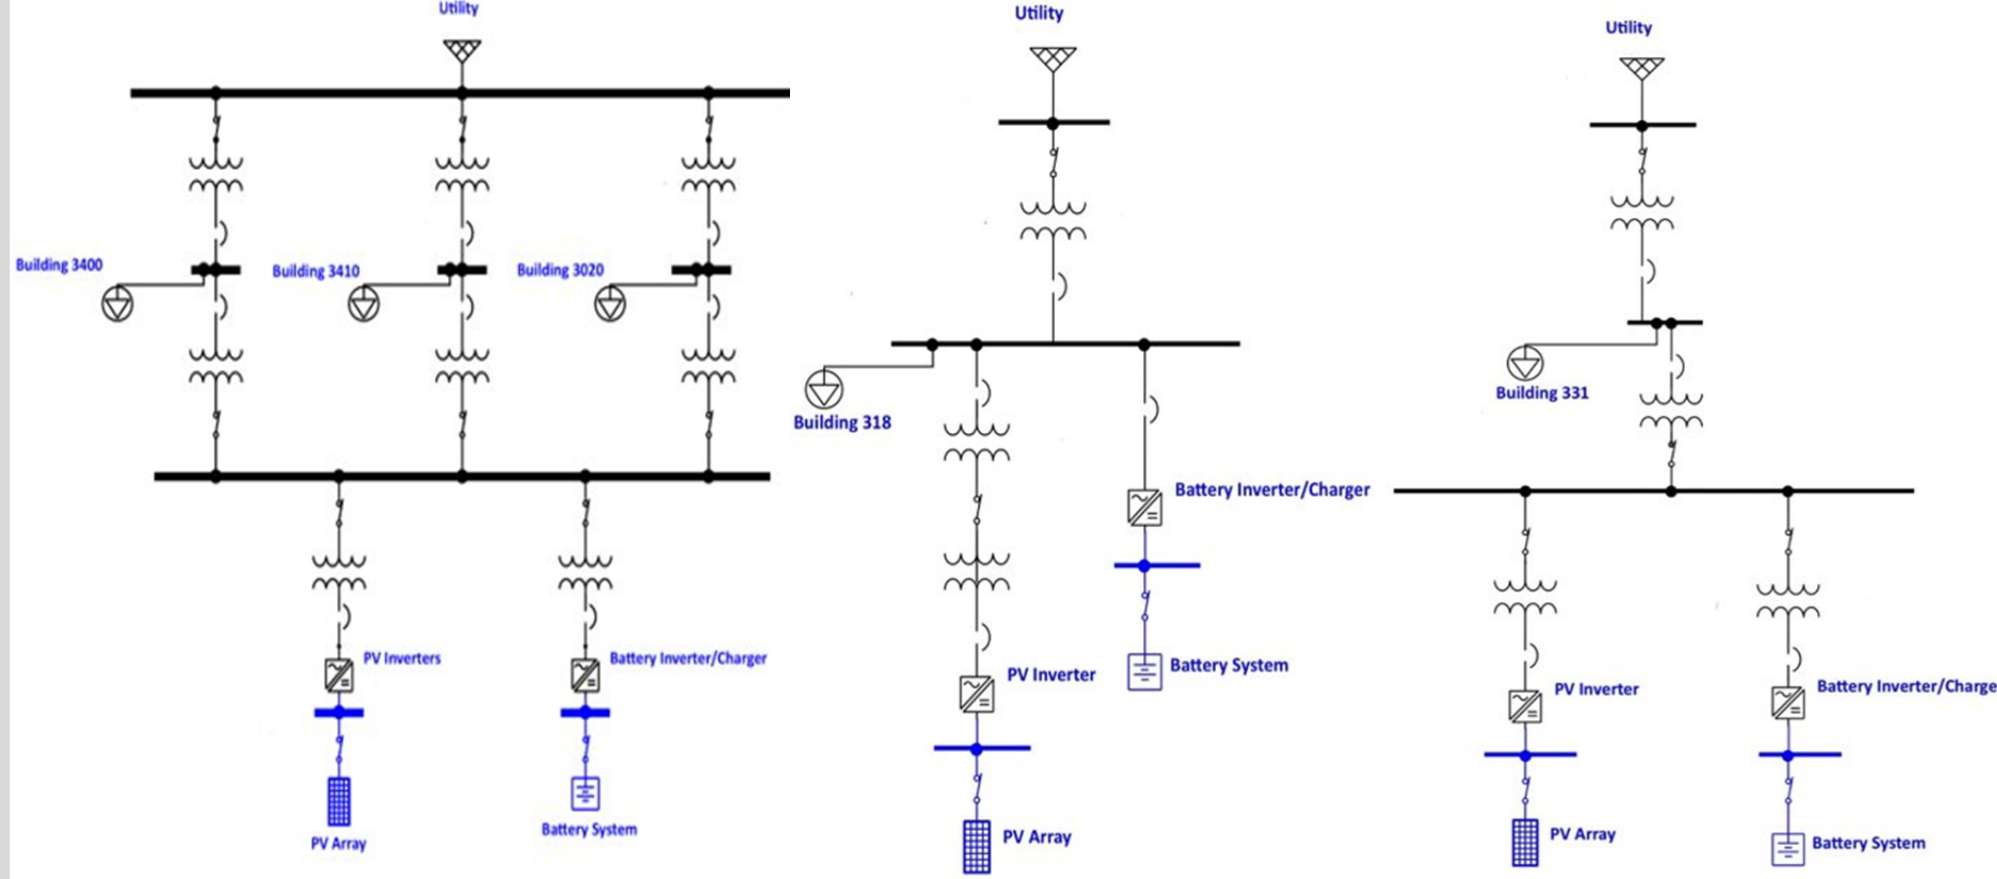 Utility
Building 3400
Building 3410
Building 3020
PV Inverters
Battery Inverter/Charger
PV Array
Battery System
Utility
Building 318
Battery Inverter/Charger
Battery System
PV Inverter
PV Array
Utility
Building 331
PV Inverter
Battery Inverter/Charge
PV Array
Battery System